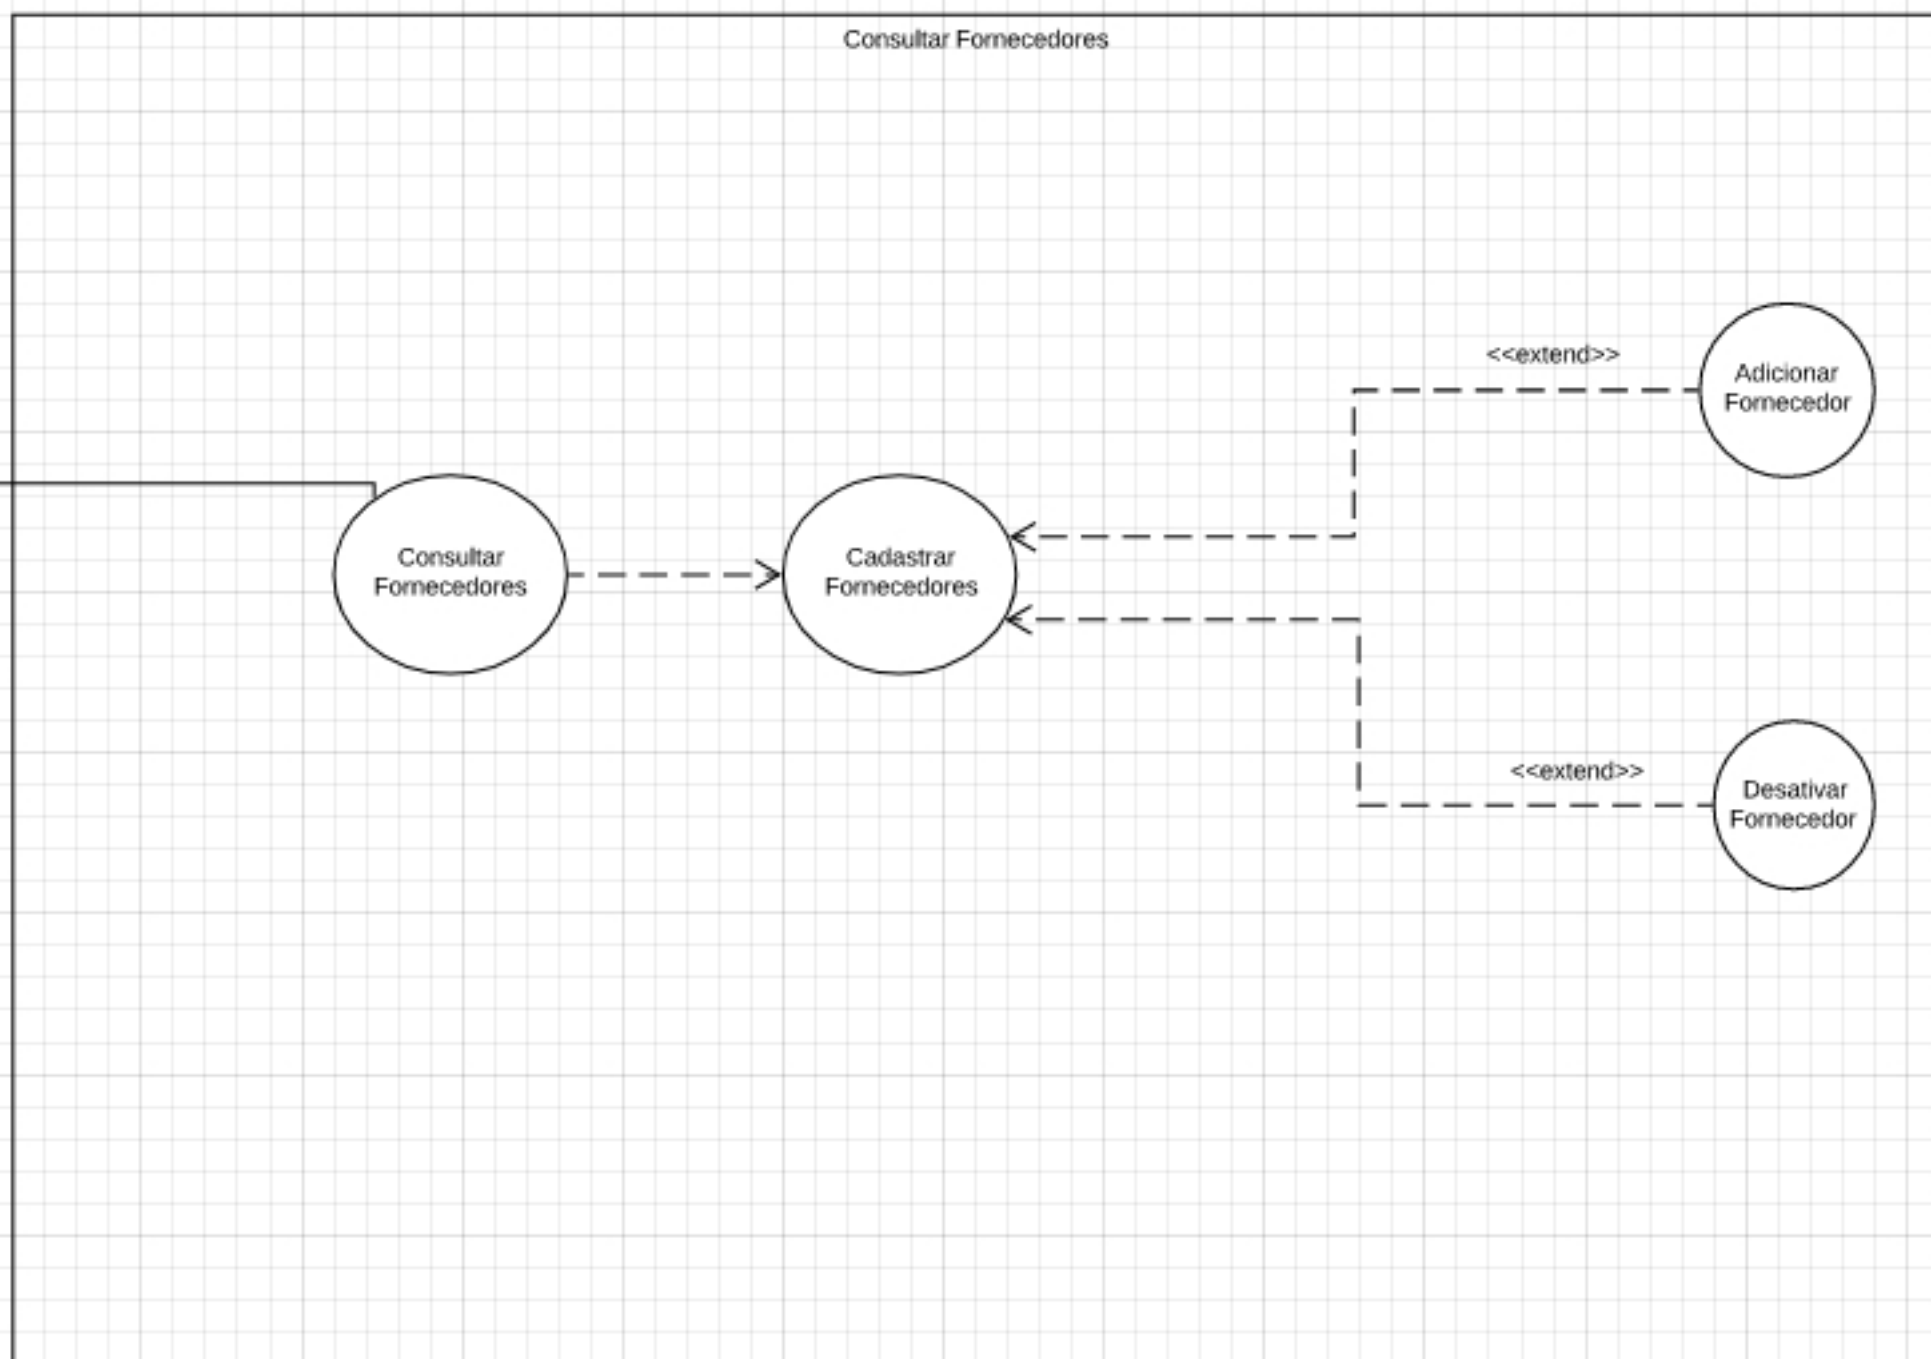 Consultar Fornecedores
<<extend>>
Adicionar
Fornecedor
Consultar
Fornecedores
Cadastrar
Fornecedores
<<extend>>
Desativar
Fornecedor